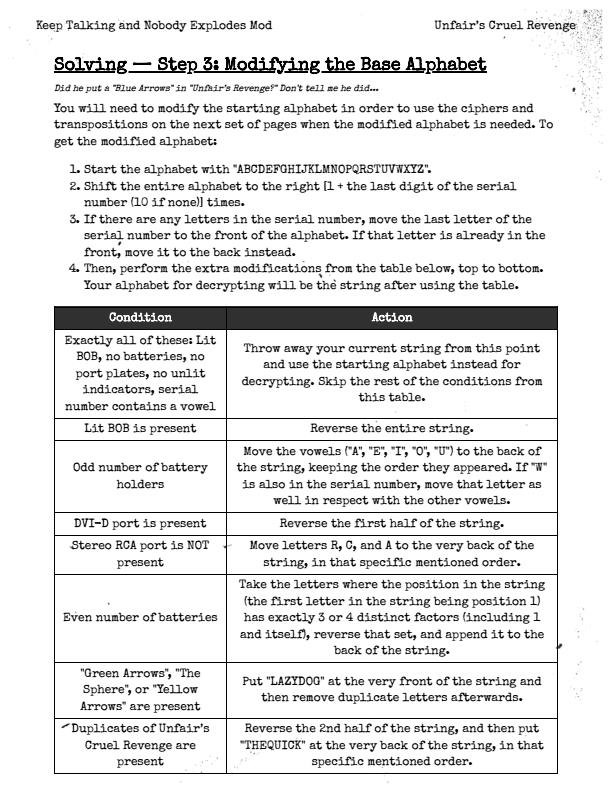 Keep Talking and Nobody Explodes Mod
Unfair's Cruel Revenge
Solving — Step 3: Modifying the Base Alphabet
Did he put a "Blue Arrows" in "Unfair's Revenge?" Don't tell me he did...
You will need to modify the starting alphabet in order to use the ciphers and
transpositions on the next set of pages when the modified alphabet is needed. To
get the modified alphabet:
1. Start the alphabet with "ABCDEFGHIJKLMNOPQRSTUVWXYZ".
2. Shift the entire alphabet to the right [1 + the last digit of the serial
number (10 if none)] times.
3. If there are any letters in the serial number, move the last letter of the
serial number to the front of the alphabet. If that letter is already in the
front, move it to the back instead.
4. Then, perform the extra modifications from the table below, top to bottom.
Your alphabet for decrypting will be the string after using the table.
Condition
Action
Exactly all of these: Lit
BOB, no batteries, no
port plates, no unlit
indicators, serial
number contains a vowel
Throw away your current string from this point
and use the starting alphabet instead for
decrypting. Skip the rest of the conditions from
this table.
Lit BOB is present
Reverse the entire string.
Odd number of battery
holders
Move the vowels ("A", "E", "I", "O", "U") to the back of
the string, keeping the order they appeared. If "W"
is also in the serial number, move that letter as
well in respect with the other vowels.
DVI-D port is present
Reverse the first half of the string.
Stereo RCA port is NOT
present
Move letters R, C, and A to the very back of the
string, in that specific mentioned order.
Even number of batteries
Take the letters where the position in the string
(the first letter in the string being position 1)
has exactly 3 or 4 distinct factors (including 1
and itself), reverse that set, and append it to the
back of the string.
"Green Arrows", "The
Sphere", or "Yellow
Arrows" are present
Put "LAZYDOG" at the very front of the string and
then remove duplicate letters afterwards.
Duplicates of Unfair's
Cruel Revenge are
present
Reverse the 2nd half of the string, and then put
"THEQUICK" at the very back of the string, in that
specific mentioned order.